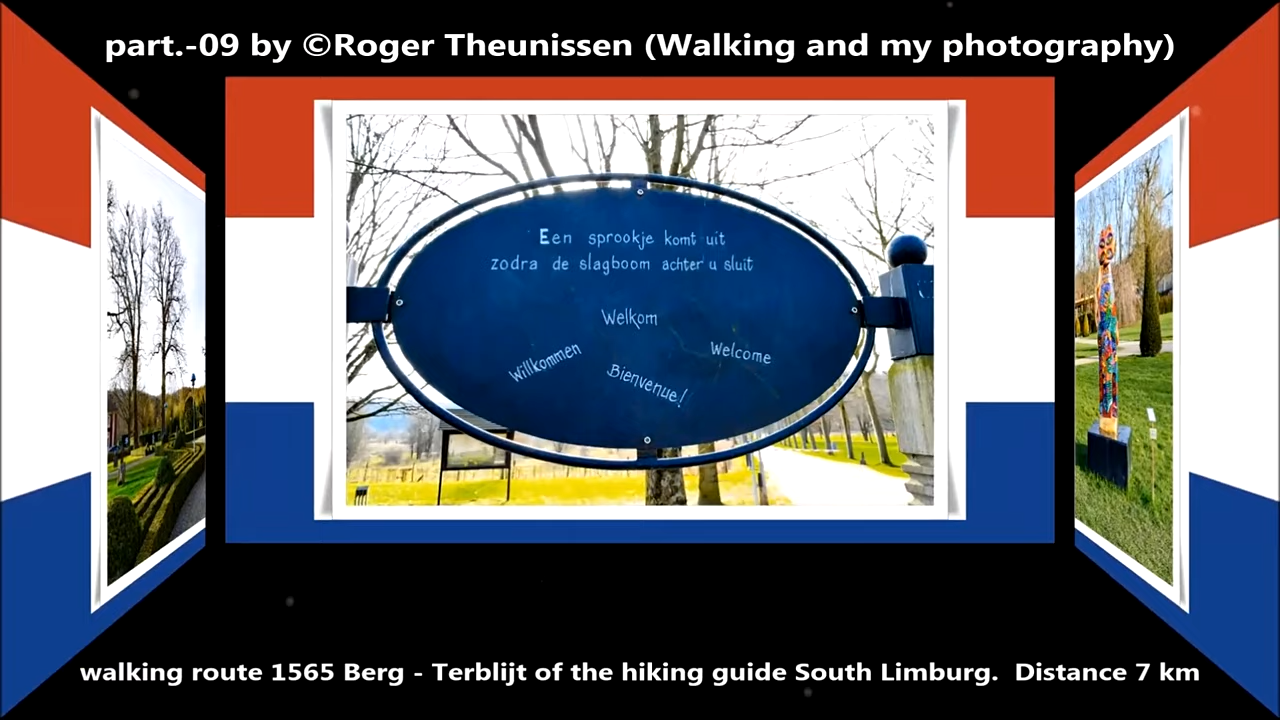 part.-09 by ©Roger Theunissen (Walking and my photography)
Een sprookje komt uit
zodra de slagboom achter u sluit
Welkom
Willkommen
Welcome
Bienvenue!
walking route 1565 Berg - Terblijt of the hiking guide South Limburg. Distance 7 km